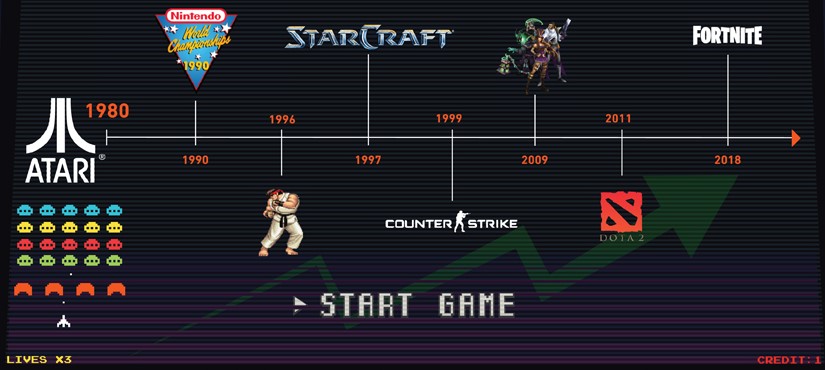 Nintendo
World
Championships
1990
STARCRAFT
FORTNITE
1980
1996
1999
2011
ATARI®
1990
1997
2009
2018
COUNTER STRIKE
DOTA 2
START GAME
LIVES X3
CREDIT:1